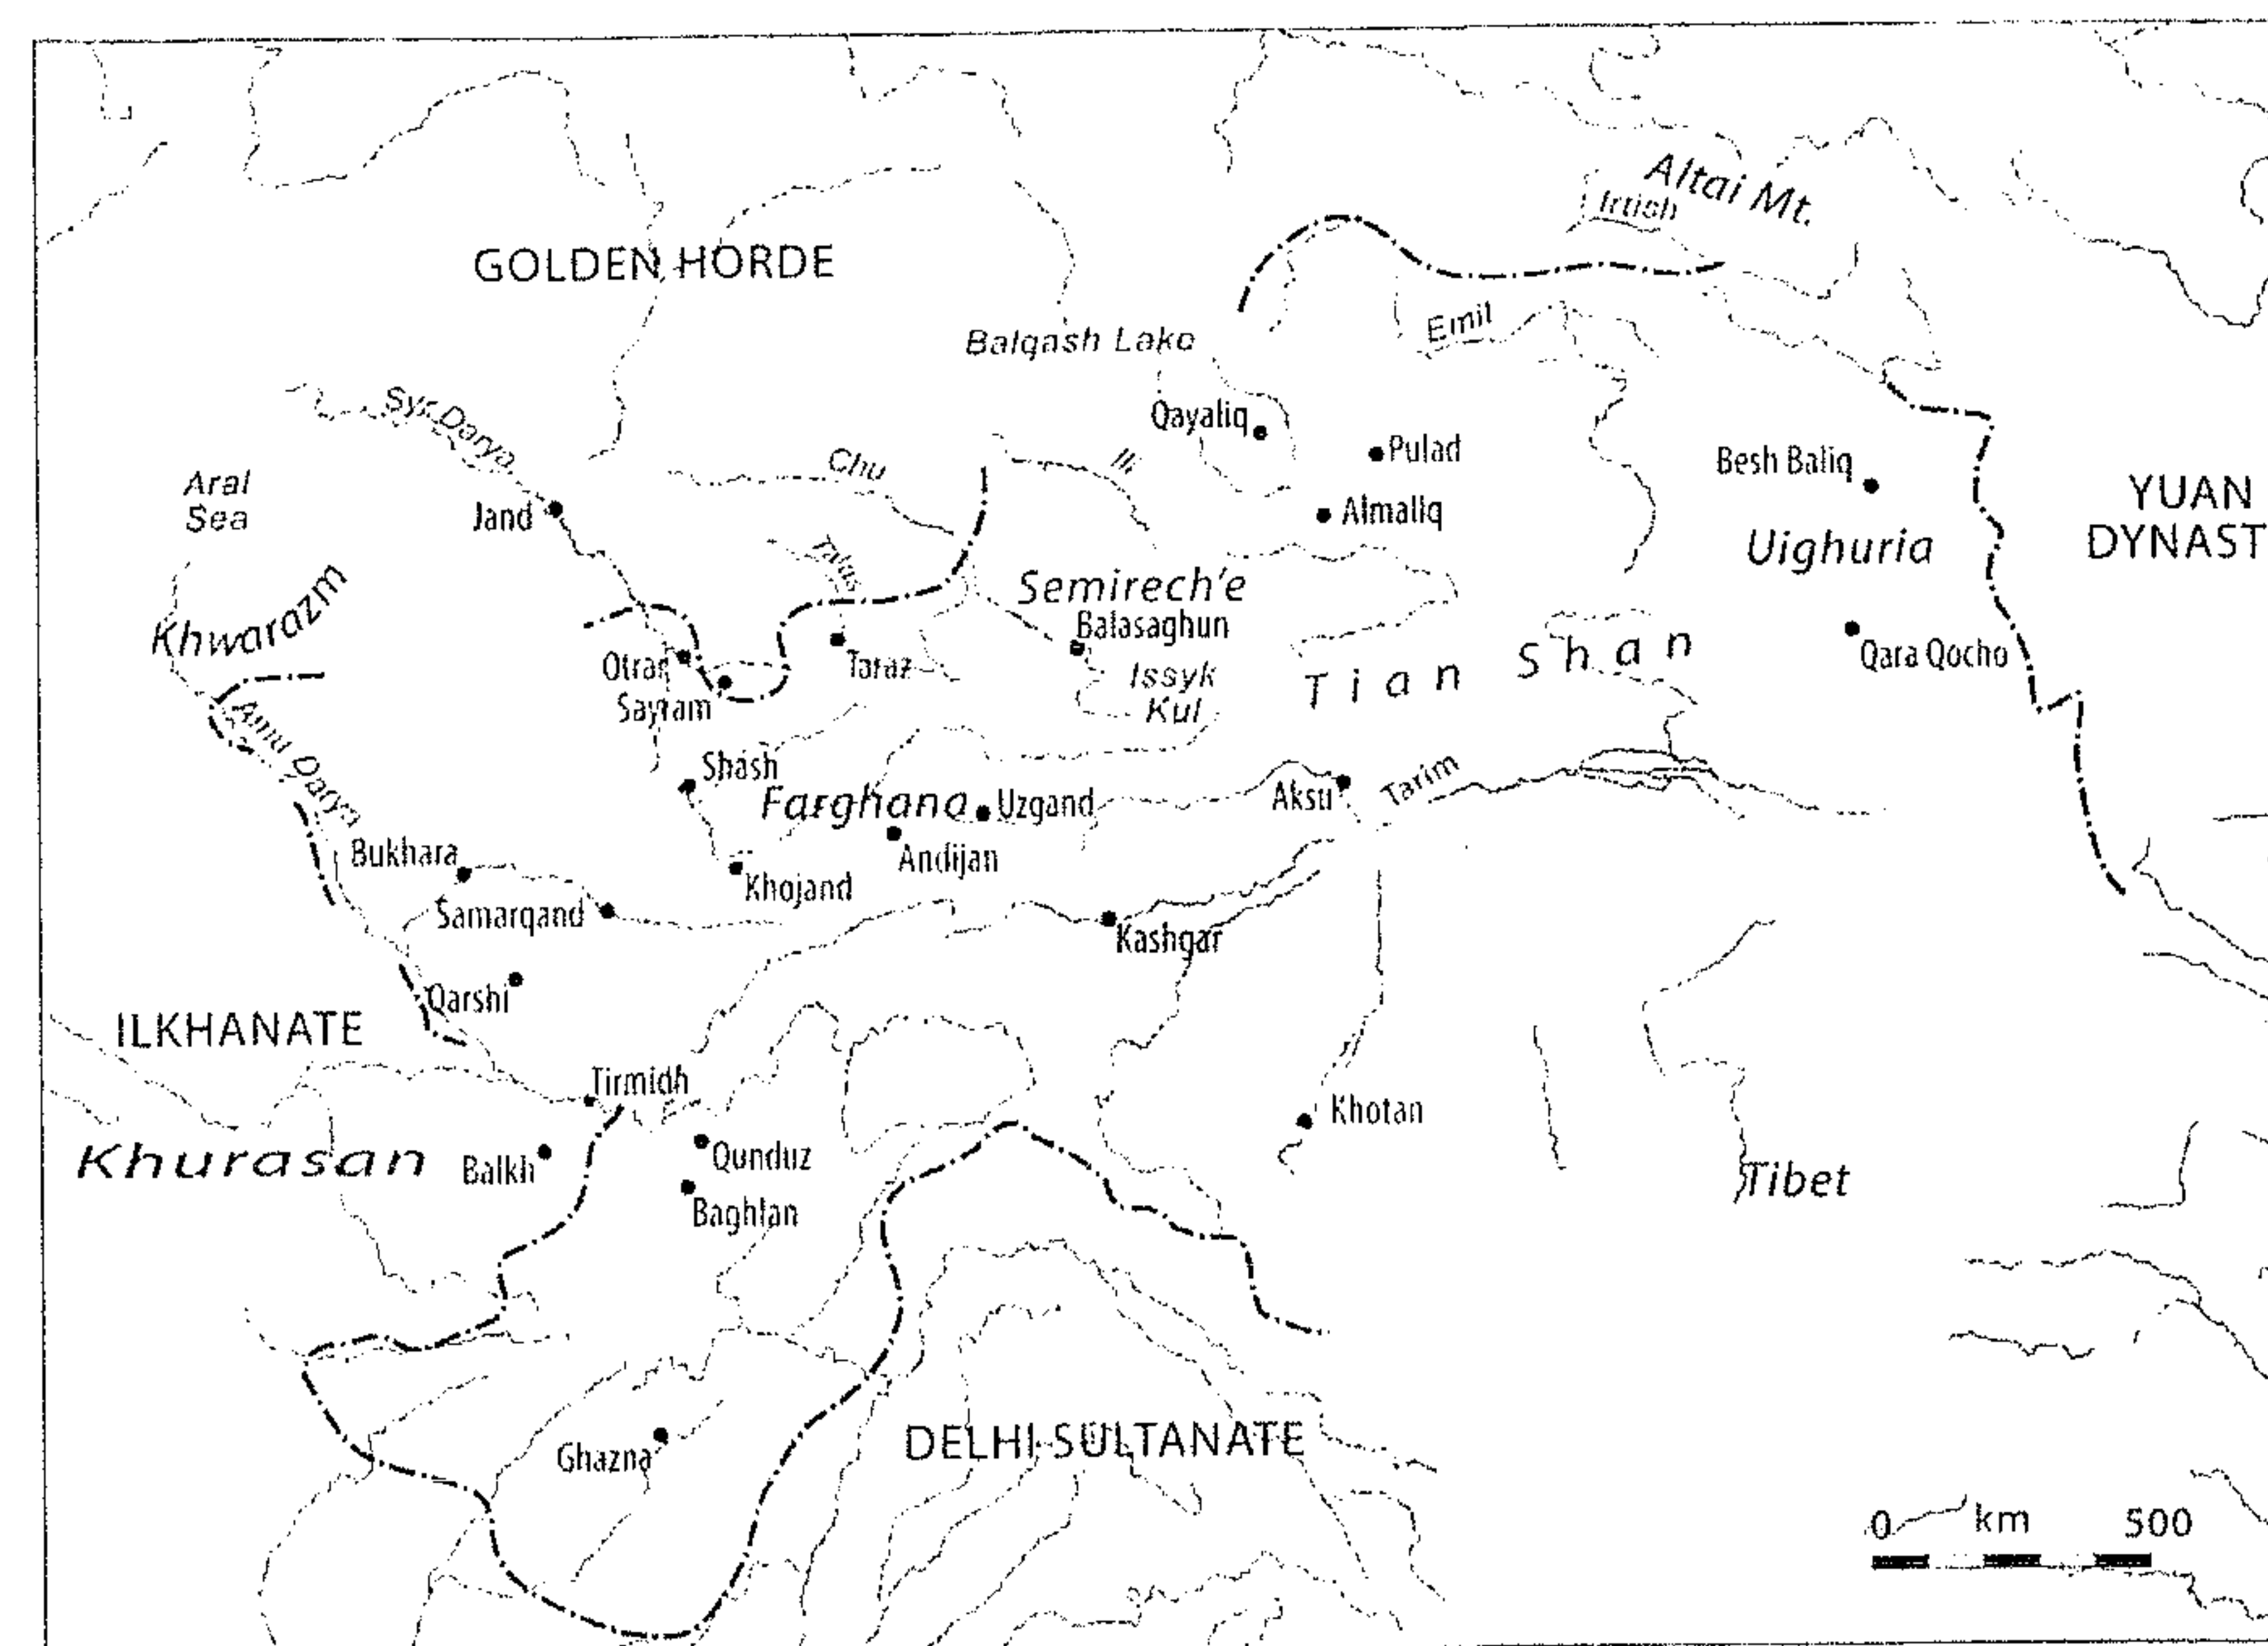 Altai Mt.
Irtish
GOLDEN HORDE
Emil
Balqash Lake
Syr Darya
Qayaliq
Pulad
Chu
Ili
Besh Baliq
Aral
Sea
YUAN
DYNAST
Jand
Almaliq
Uighuria
Talas
Khwarazm
Semirech'e
Balasaghun
Qara Qocho
Otrar
Taraz
Tian Shan
Sayram
Issyk
Kul
Amu Darya
Shash
Farghana
Uzgand
Aksu
Tarim
Bukhara
Andijan
Khojand
Samarqand
Kashgar
Qarshi
ILKHANATE
Tirmidh
Khotan
Khurasan
Balkh
Qunduz
Tibet
Baghlan
Ghazna
DELHI SULTANATE
0 km 500